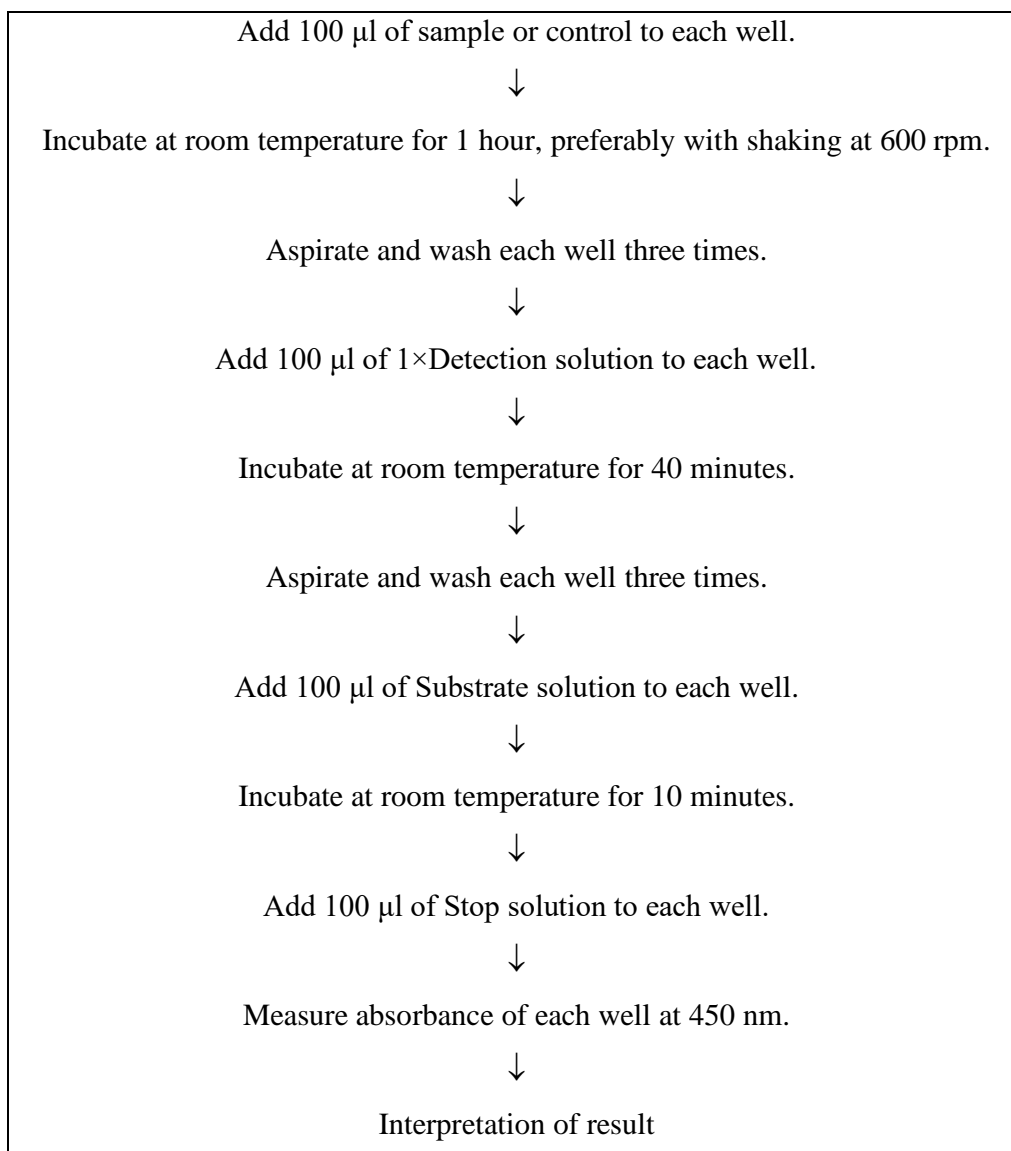 Add 100 μl of sample or control to each well.
↓
Incubate at room temperature for 1 hour, preferably with shaking at 600 rpm.
↓
Aspirate and wash each well three times.
↓
Add 100 μl of 1×Detection solution to each well.
↓
Incubate at room temperature for 40 minutes.
↓
Aspirate and wash each well three times.
↓
Add 100 μl of Substrate solution to each well.
↓
Incubate at room temperature for 10 minutes.
↓
Add 100 μl of Stop solution to each well.
↓
Measure absorbance of each well at 450 nm.
↓
Interpretation of result